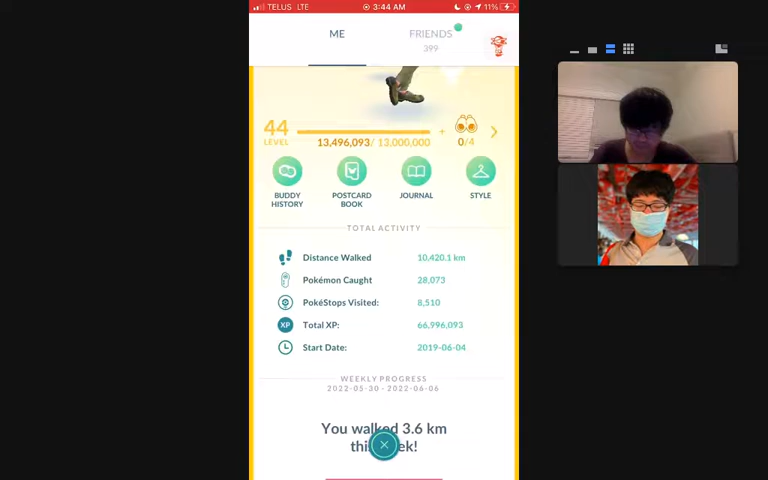 TELUS LTE 3:44 AM 11%
ME FRIENDS
399
44
LEVEL
13,496,093/ 13,000,000
0/4
BUDDY HISTORY
POSTCARD BOOK
JOURNAL
STYLE
TOTAL ACTIVITY
Distance Walked 10,420.1 km
Pokémon Caught 28,073
PokéStops Visited: 8,510
XP Total XP: 66,996,093
Start Date: 2019-06-04
WEEKLY PROGRESS
2022-05-30 - 2022-06-06
You walked 3.6 km